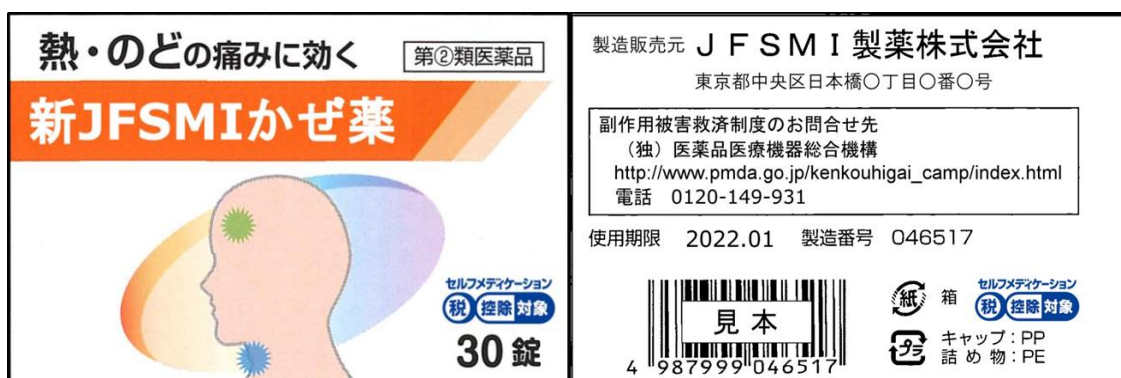 熱・のどの痛みに効く
第②類医薬品
新JFSMIかぜ薬
セルフメディケーション
税 控除 対象
30錠
製造販売元 JFSMI製薬株式会社
東京都中央区日本橋〇丁目〇番〇号
副作用被害救済制度のお問合せ先
（独）医薬品医療機器総合機構
http://www.pmda.go.jp/kenkouhigai_camp/index.html
電話 0120-149-931
使用期限 2022.01 製造番号 046517
見本
4 987999 046517
紙 箱
プラ キャップ：PP
詰め物：PE
セルフメディケーション
税 控除 対象